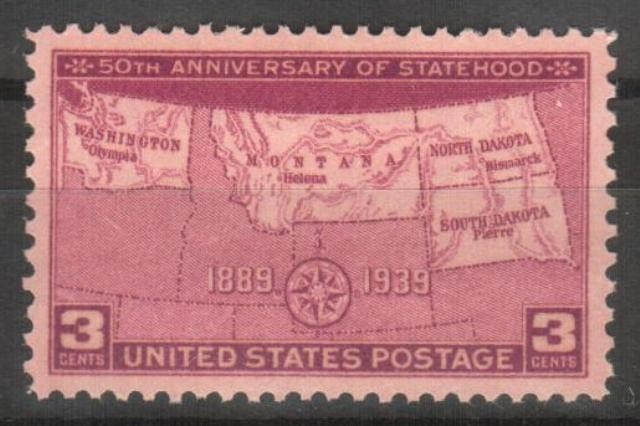 50TH ANNIVERSARY OF STATEHOOD
WASHINGTON
Olympia
MONTANA
Helena
NORTH DAKOTA
Bismarck
SOUTH DAKOTA
Pierre
1889 1939
3 CENTS
UNITED STATES POSTAGE
3 CENTS